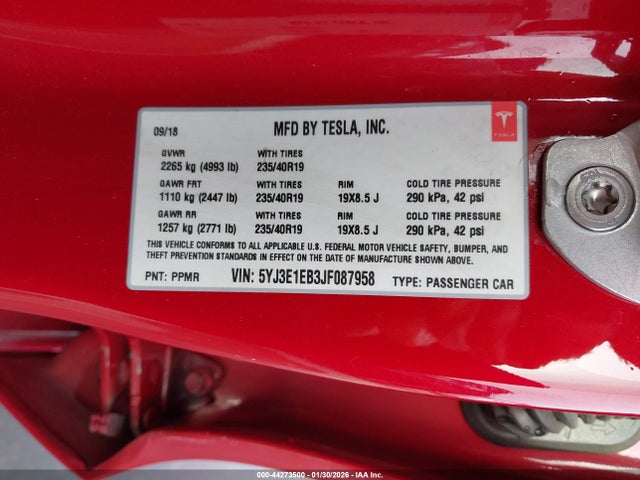 09/18 MFD BY TESLA, INC.
TESLA
GVWR WITH TIRES
2265 kg (4993 lb) 235/40R19
GAWR FRT WITH TIRES RIM COLD TIRE PRESSURE
1110 kg (2447 lb) 235/40R19 19X8.5 J 290 kPa, 42 psi
GAWR RR WITH TIRES RIM COLD TIRE PRESSURE
1257 kg (2771 lb) 235/40R19 19X8.5 J 290 kPa, 42 psi
THIS VEHICLE CONFORMS TO ALL APPLICABLE U.S. FEDERAL MOTOR VEHICLE SAFETY, BUMPER, AND
THEFT PREVENTION STANDARDS IN EFFECT ON THE DATE OF MANUFACTURE SHOWN ABOVE.
PNT: PPMR VIN: 5YJ3E1EB3JF087958 TYPE: PASSENGER CAR
000-44273500 - 01/30/2026 - IAA Inc.